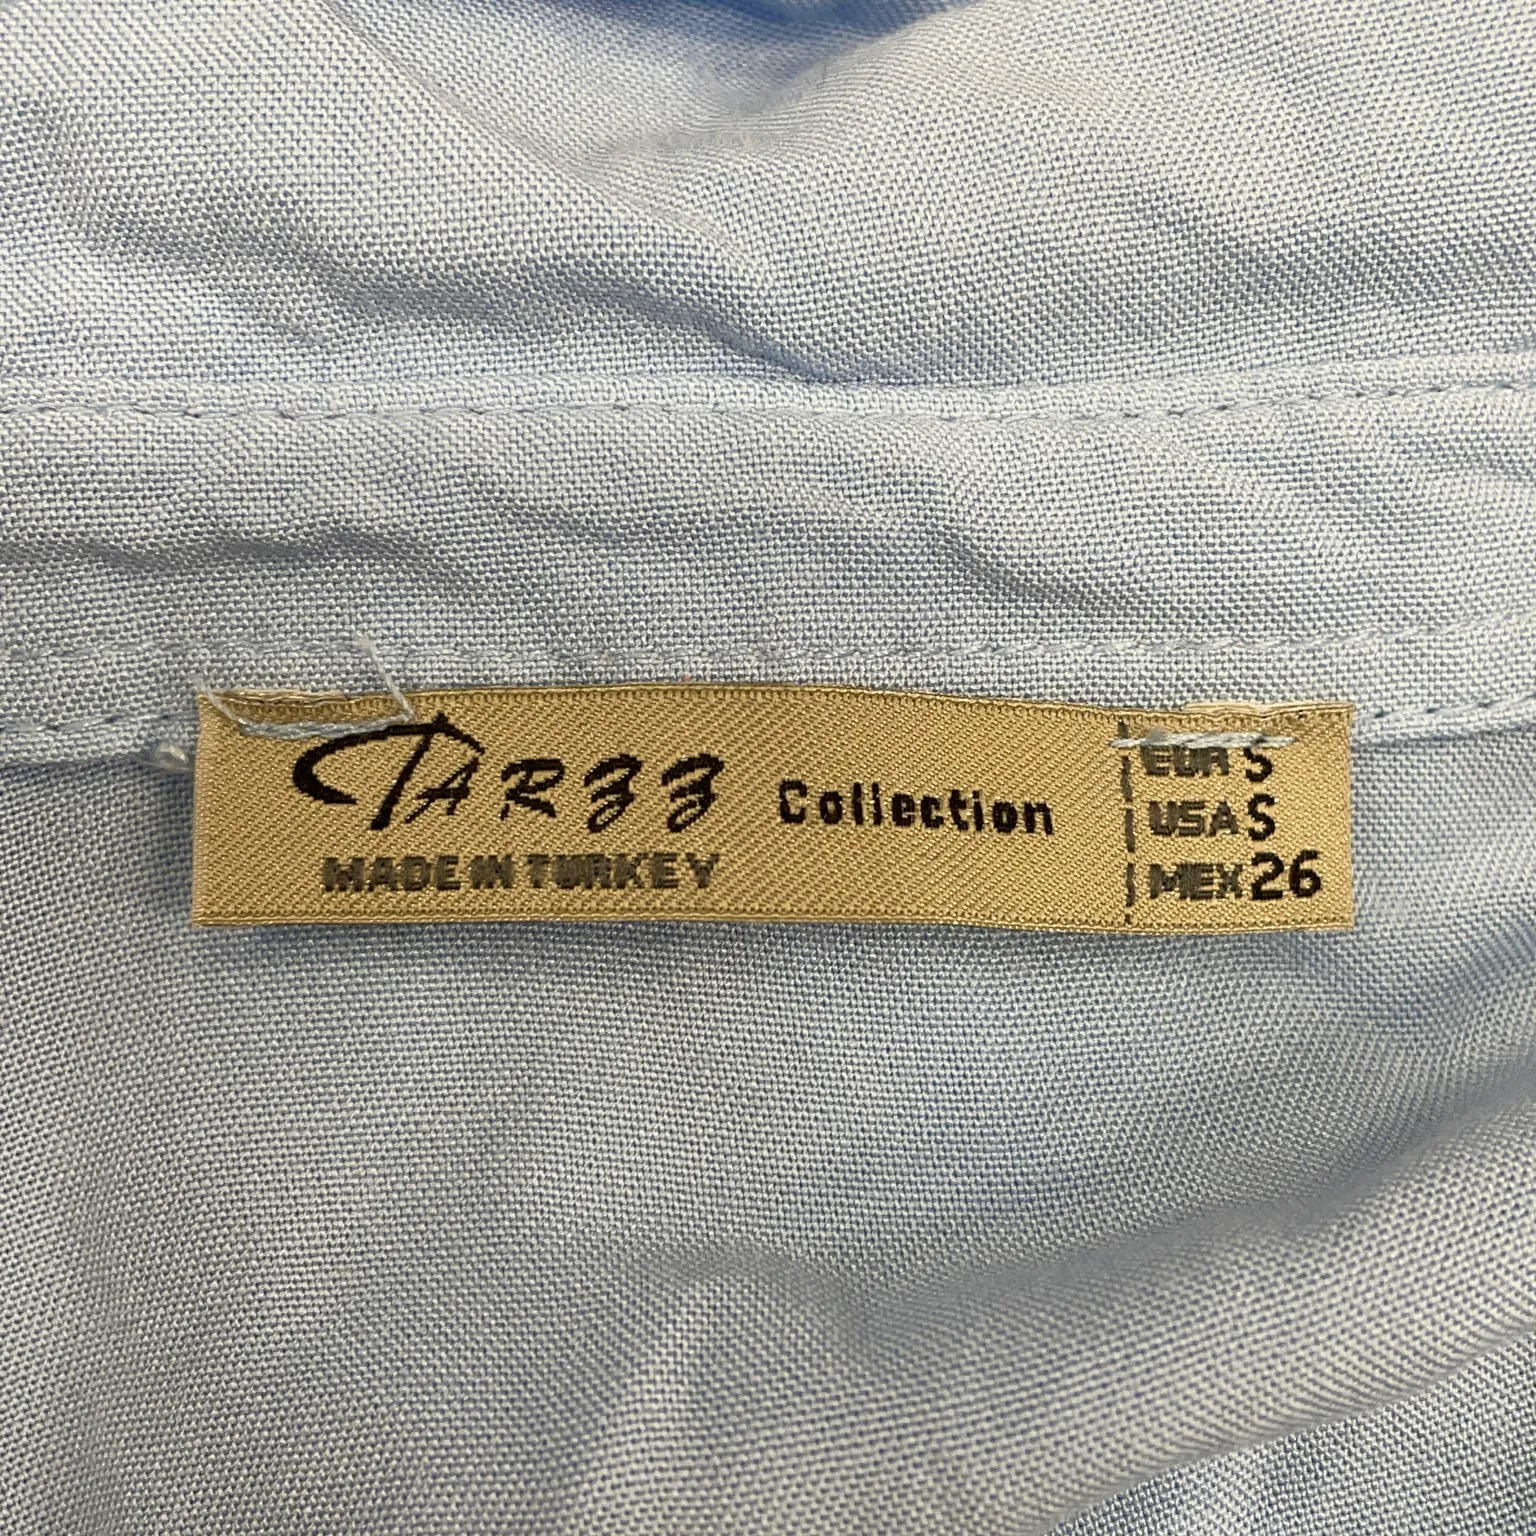 TARZZ Collection
MADE IN TURKEY
EUR S
USA S
MEX 26